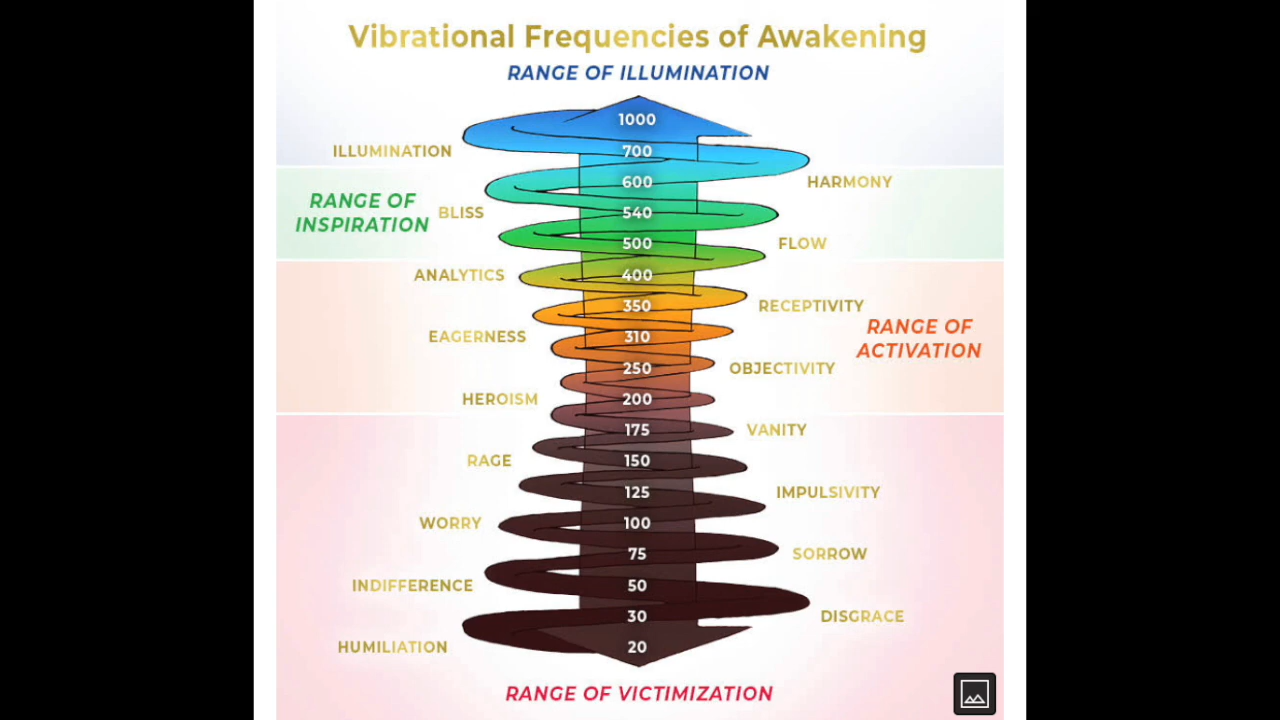 Vibrational Frequencies of Awakening
RANGE OF ILLUMINATION
1000
ILLUMINATION 700
600 HARMONY
RANGE OF
INSPIRATION
BLISS 540
500 FLOW
ANALYTICS 400
350 RECEPTIVITY
RANGE OF
ACTIVATION
EAGERNESS 310
250 OBJECTIVITY
HEROISM 200
175 VANITY
RAGE 150
125 IMPULSIVITY
WORRY 100
75 SORROW
INDIFFERENCE 50
30 DISGRACE
HUMILIATION 20
RANGE OF VICTIMIZATION